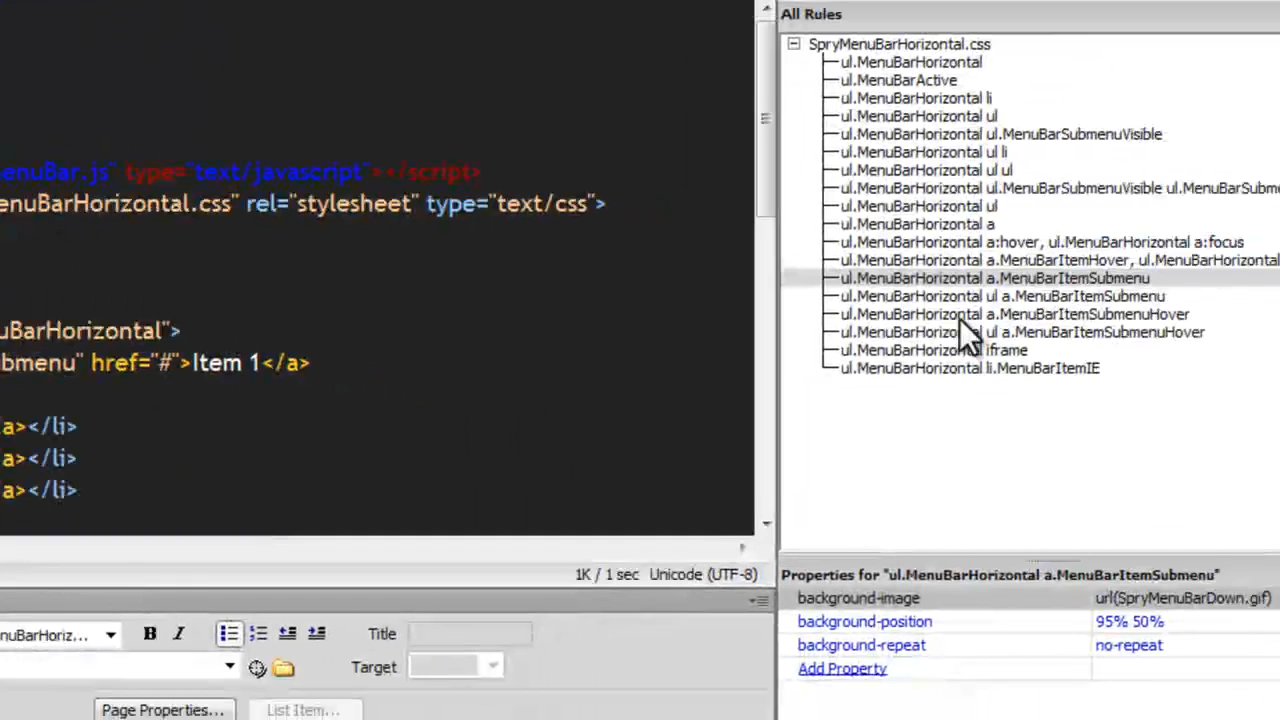 All Rules
SpryMenuBarHorizontal.css
ul.MenuBarHorizontal
ul.MenuBarActive
ul.MenuBarHorizontal li
ul.MenuBarHorizontal ul
ul.MenuBarHorizontal ul.MenuBarSubmenuVisible
ul.MenuBarHorizontal ul li
ul.MenuBarHorizontal ul ul
ul.MenuBarHorizontal ul.MenuBarSubmenuVisible ul.MenuBarSubme
ul.MenuBarHorizontal ul
ul.MenuBarHorizontal a
ul.MenuBarHorizontal a:hover, ul.MenuBarHorizontal a:focus
ul.MenuBarHorizontal a.MenuBarItemHover, ul.MenuBarHorizontal
ul.MenuBarHorizontal a.MenuBarItemSubmenu
ul.MenuBarHorizontal ul a.MenuBarItemSubmenu
ul.MenuBarHorizontal a.MenuBarItemSubmenuHover
ul.MenuBarHorizontal ul a.MenuBarItemSubmenuHover
ul.MenuBarHorizontal iframe
ul.MenuBarHorizontal li.MenuBarItemIE
enuBar.js" type="text/javascript"></script>
enuBarHorizontal.css" rel="stylesheet" type="text/css">
uBarHorizontal">
ubmenu" href="#">Item 1</a>
a></li>
a></li>
a></li>
1K / 1 sec Unicode (UTF-8)
nuBarHoriz... B I Title
Target
Page Properties... List Item...
Properties for "ul.MenuBarHorizontal a.MenuBarItemSubmenu"
background-image url(SpryMenuBarDown.gif)
background-position 95% 50%
background-repeat no-repeat
Add Property